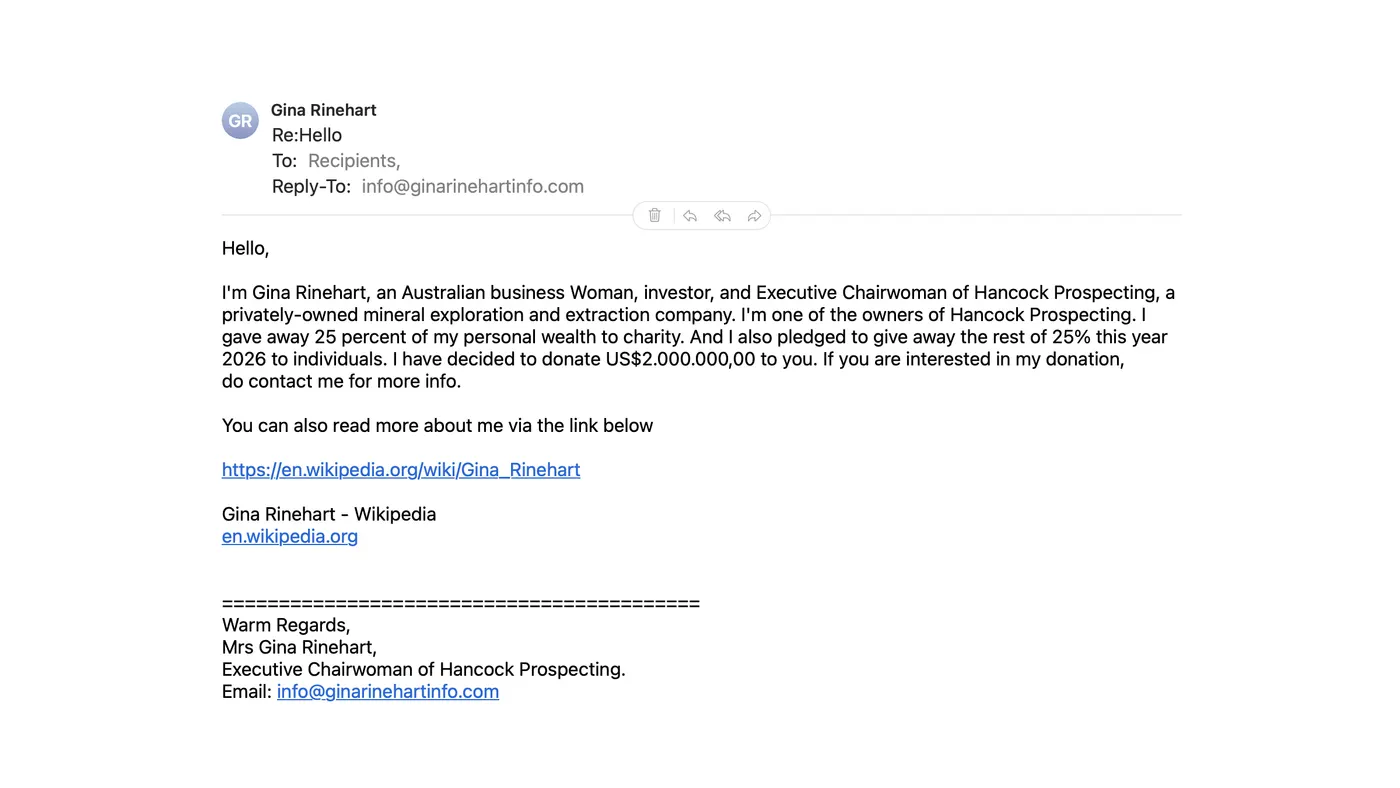 GR
Gina Rinehart
Re:Hello
To: Recipients,
Reply-To: info@ginarinehartinfo.com
Hello,
I'm Gina Rinehart, an Australian business Woman, investor, and Executive Chairwoman of Hancock Prospecting, a
privately-owned mineral exploration and extraction company. I'm one of the owners of Hancock Prospecting. I
gave away 25 percent of my personal wealth to charity. And I also pledged to give away the rest of 25% this year
2026 to individuals. I have decided to donate US$2.000.000,00 to you. If you are interested in my donation,
do contact me for more info.
You can also read more about me via the link below
https://en.wikipedia.org/wiki/Gina_Rinehart
Gina Rinehart - Wikipedia
en.wikipedia.org
==========================================
Warm Regards,
Mrs Gina Rinehart,
Executive Chairwoman of Hancock Prospecting.
Email: info@ginarinehartinfo.com